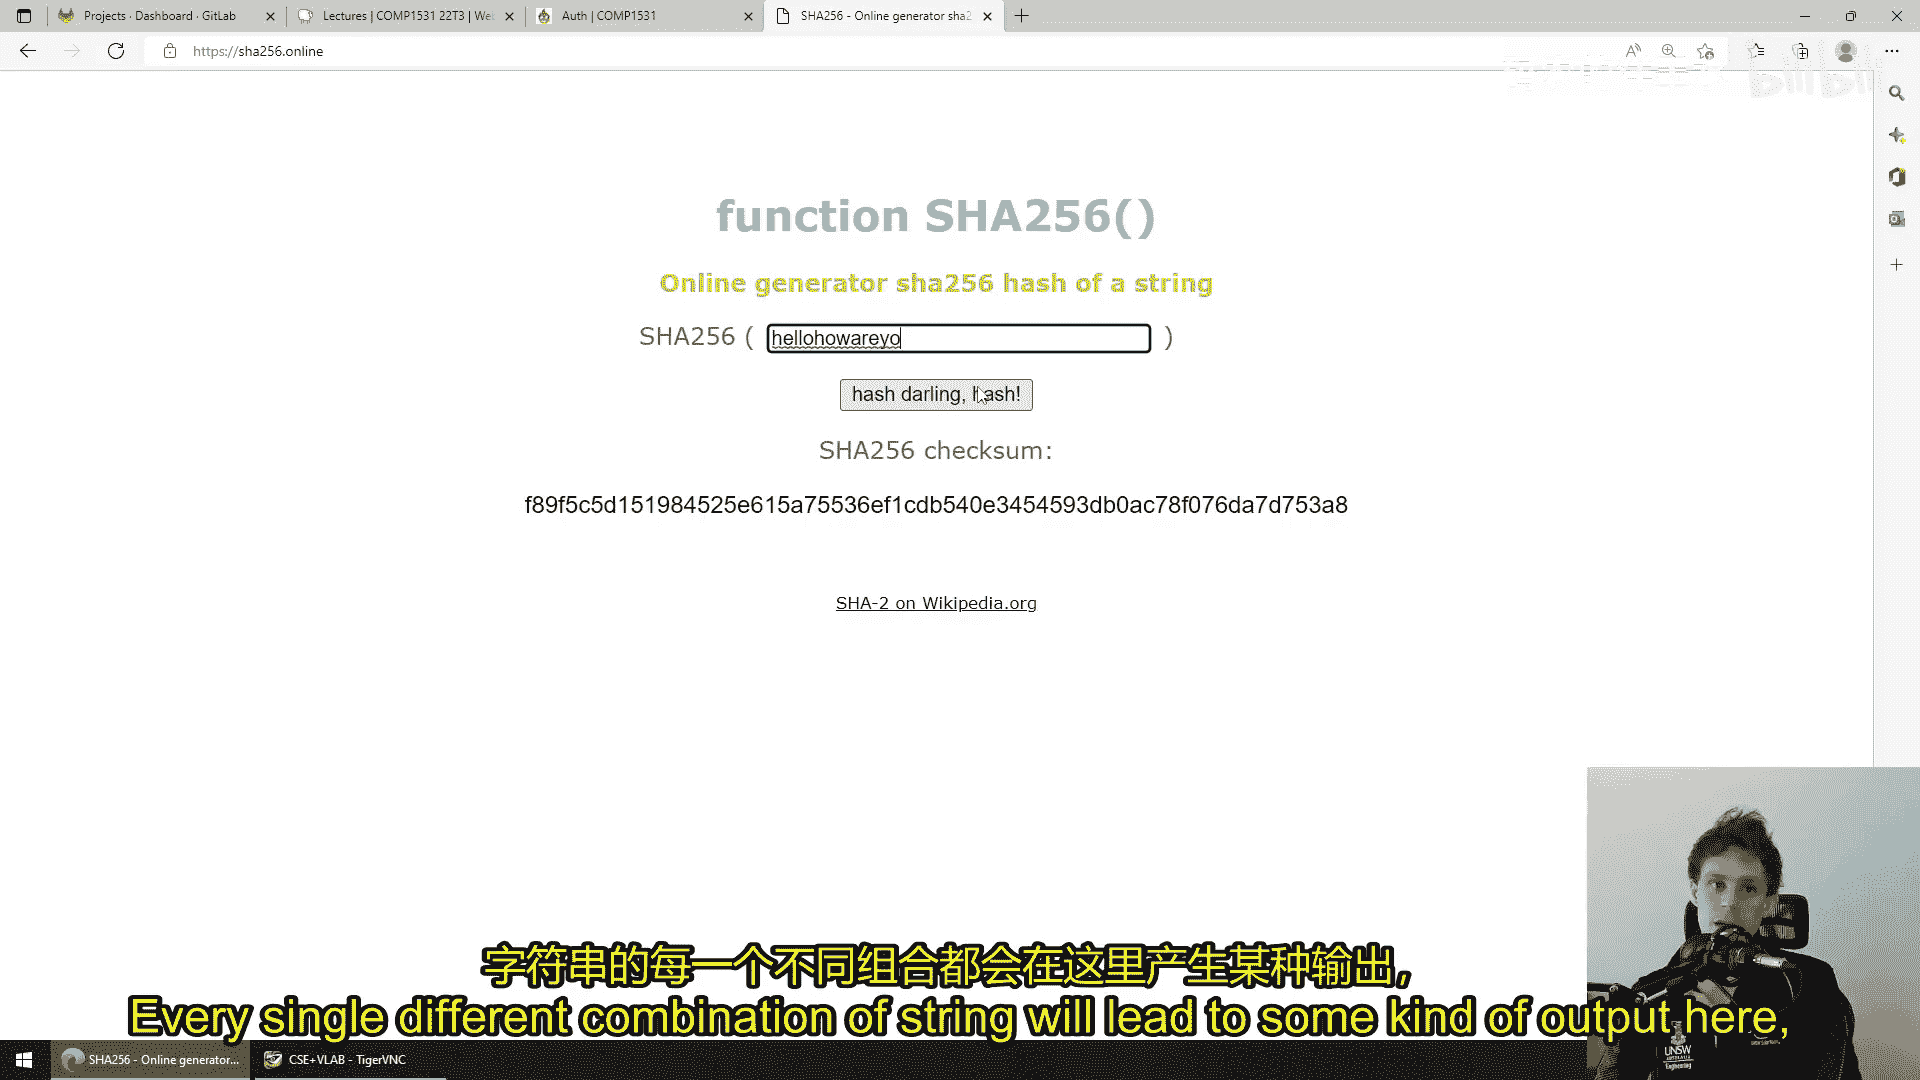 Projects · Dashboard · GitLab
Lectures | COMP1531 22T3 | We
Auth | COMP1531
SHA256 - Online generator sha2
https://sha256.online
function SHA256()
Online generator sha256 hash of a string
SHA256 ( hellohowareyo )
hash darling, hash!
SHA256 checksum:
f89f5c5d151984525e615a75536ef1cdb540e3454593db0ac78f076da7d753a8
SHA-2 on Wikipedia.org
字符串的每一个不同组合都会在这里产生某种输出，
Every single different combination of string will lead to some kind of output here,
SHA256 - Online generator...
CSE+VLAB - TigerVNC
UNSW
Engineering